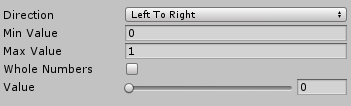 Direction Left To Right
Min Value 0
Max Value 1
Whole Numbers
Value 0